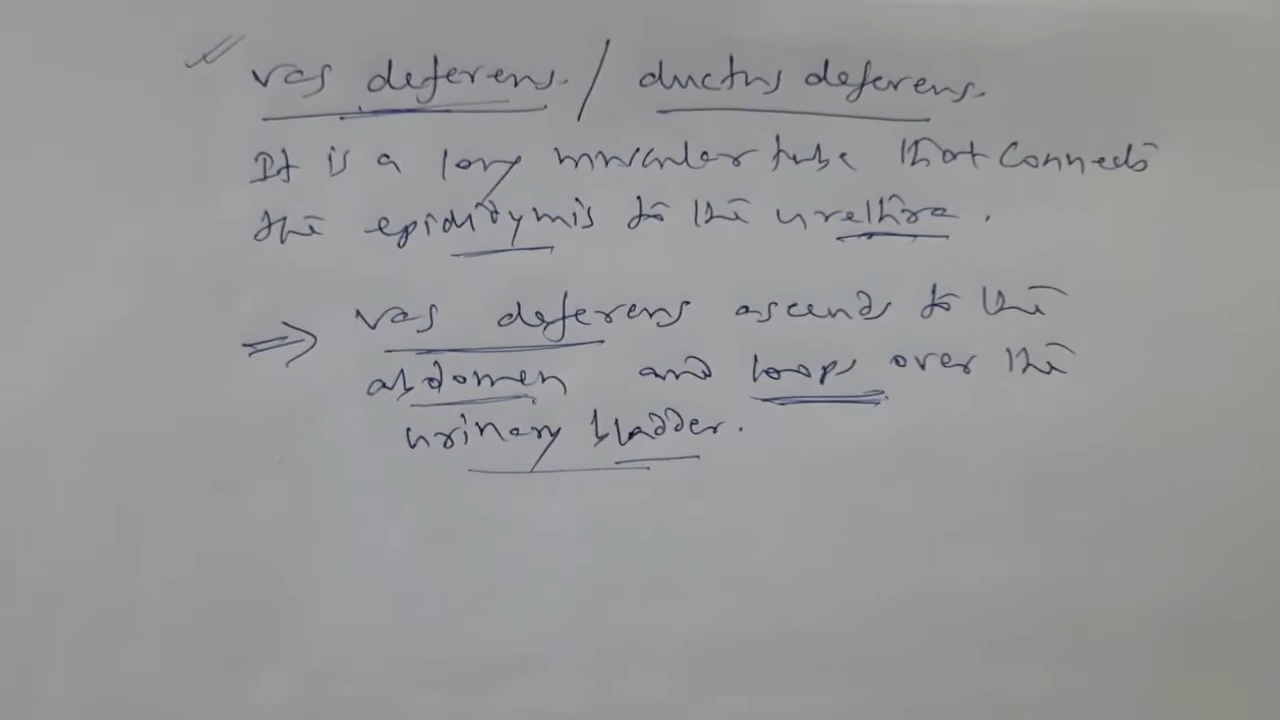 vas deferens. / ductus deferens.
It is a long muscular tube that connects
the epididymis to the urethra.
⇒ vas deferens ascends to the
abdomen and loops over the
urinary bladder.